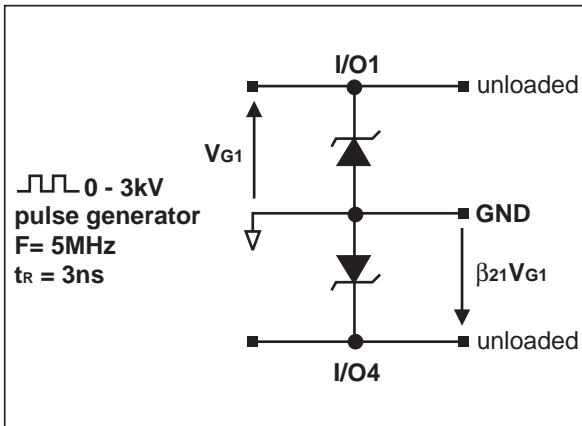 I/O1
unloaded
VG1
0 - 3kV
pulse generator
F= 5MHz
tR = 3ns
GND
β21VG1
unloaded
I/O4